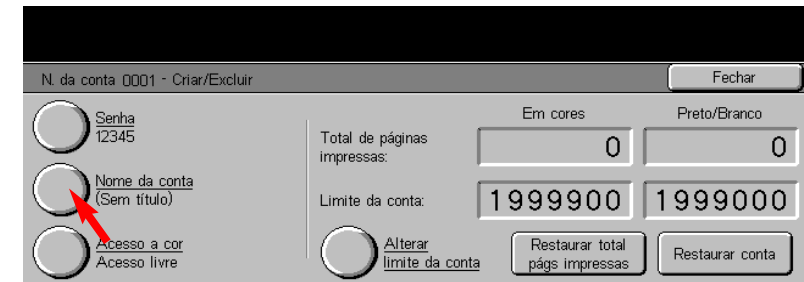 N. da conta 0001 - Criar/Excluir
Fechar
Senha
12345
Nome da conta
(Sem título)
Acesso a cor
Acesso livre
Em cores
Preto/Branco
Total de páginas
impressas:
0
0
Limite da conta:
1999900
1999000
Alterar
limite da conta
Restaurar total
págs impressas
Restaurar conta